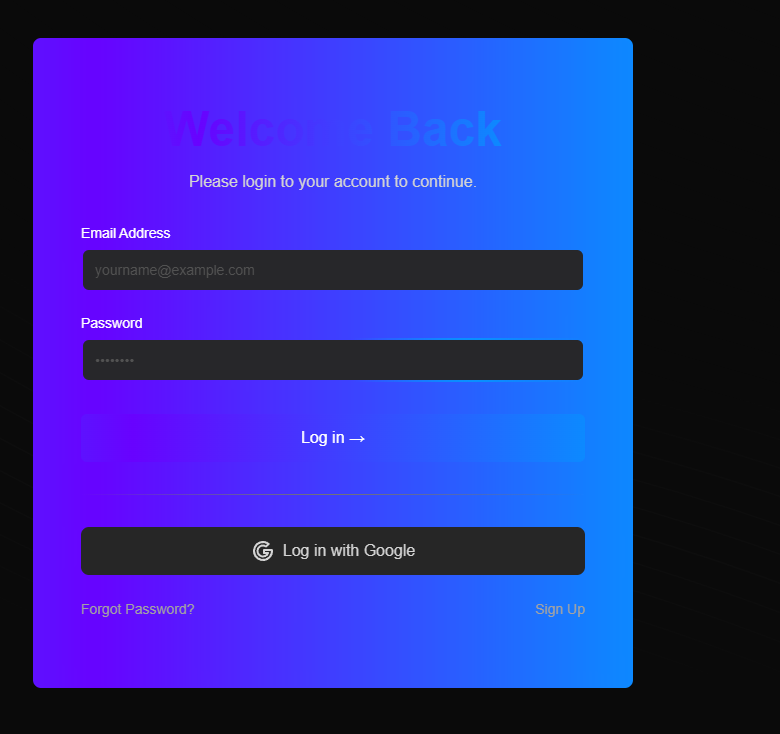 Welcome Back
Please login to your account to continue.
Email Address
yourname@example.com
Password
••••••••
Log in →
Log in with Google
Forgot Password?
Sign Up